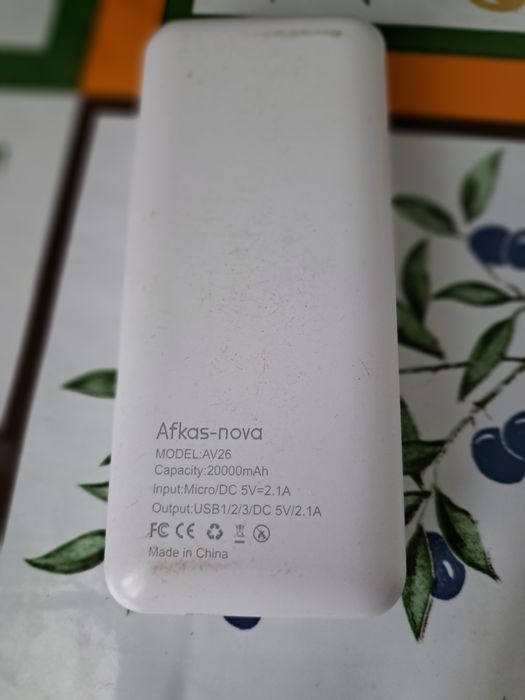 Afkas-nova
MODEL:AV26
Capacity:20000mAh
Input:Micro/DC 5V=2.1A
Output:USB1/2/3/DC 5V/2.1A
FC CE
Made in China